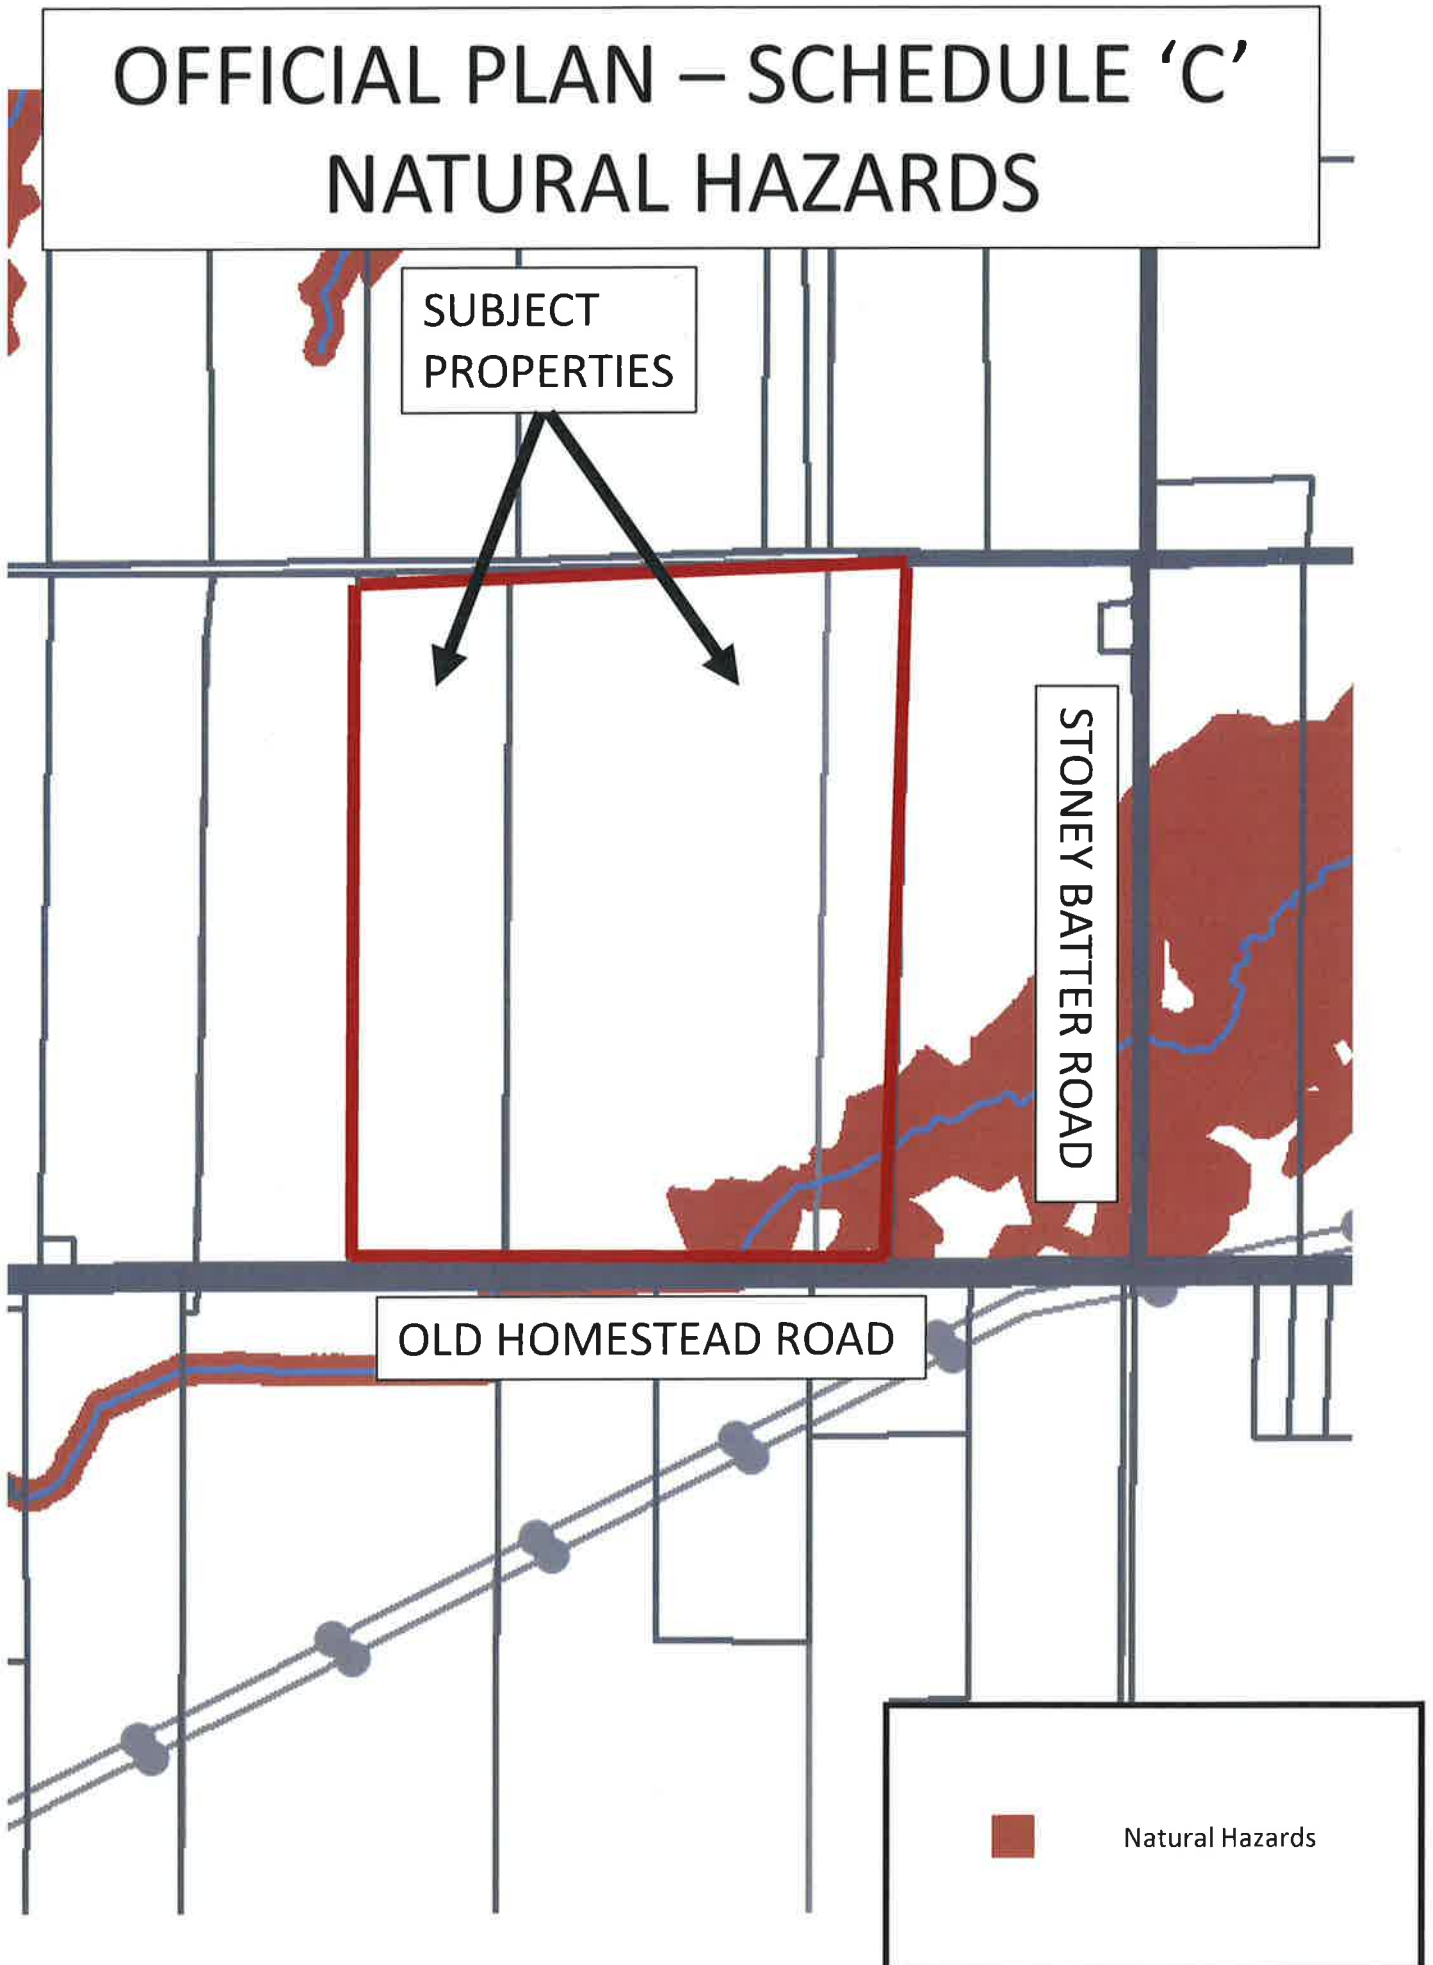 OFFICIAL PLAN – SCHEDULE ‘C’
NATURAL HAZARDS
SUBJECT
PROPERTIES
STONEY BATTER ROAD
OLD HOMESTEAD ROAD
Natural Hazards